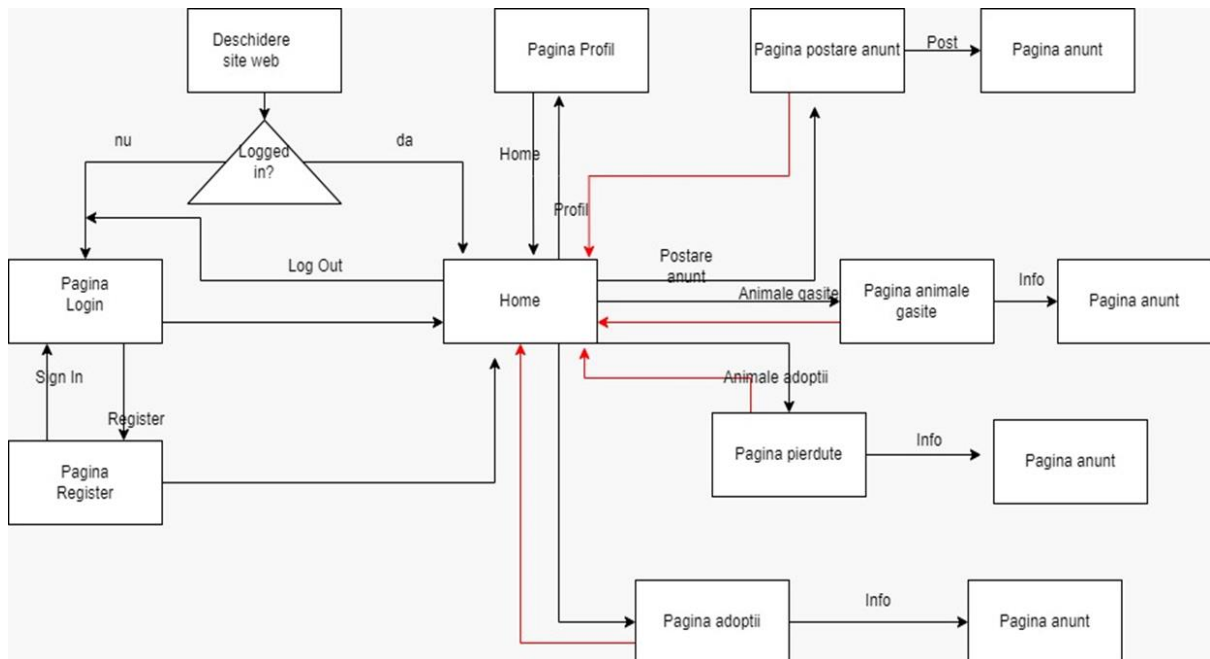 Deschidere
site web
Pagina Profil
Pagina postare anunt
Post
Pagina anunt
nu
Logged
in?
da
Home
Profil
Pagina
Login
Log Out
Home
Postare
anunt
Animale gasite
Pagina animale
gasite
Info
Pagina anunt
Sign In
Register
Animale adoptii
Pagina
Register
Pagina pierdute
Info
Pagina anunt
Pagina adoptii
Info
Pagina anunt